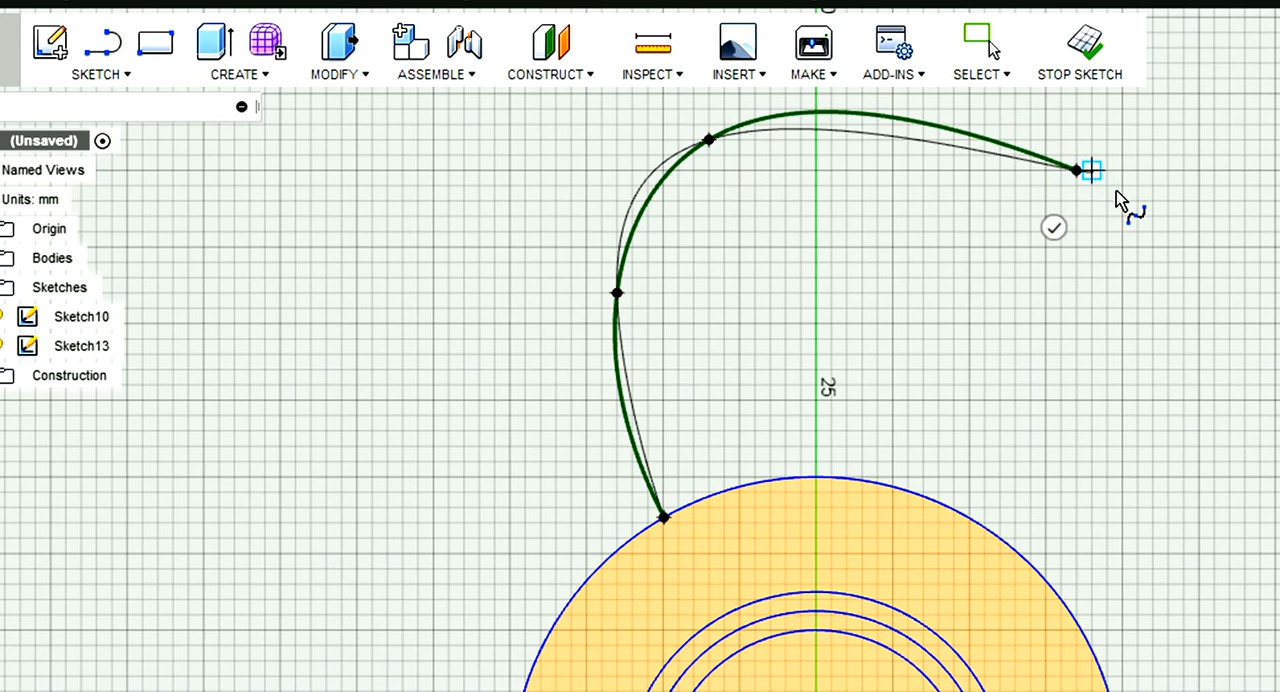 SKETCH CREATE MODIFY ASSEMBLE CONSTRUCT INSPECT INSERT MAKE ADD-INS SELECT STOP SKETCH
(Unsaved)
Named Views
Units: mm
Origin
Bodies
Sketches
Sketch10
Sketch13
Construction
25